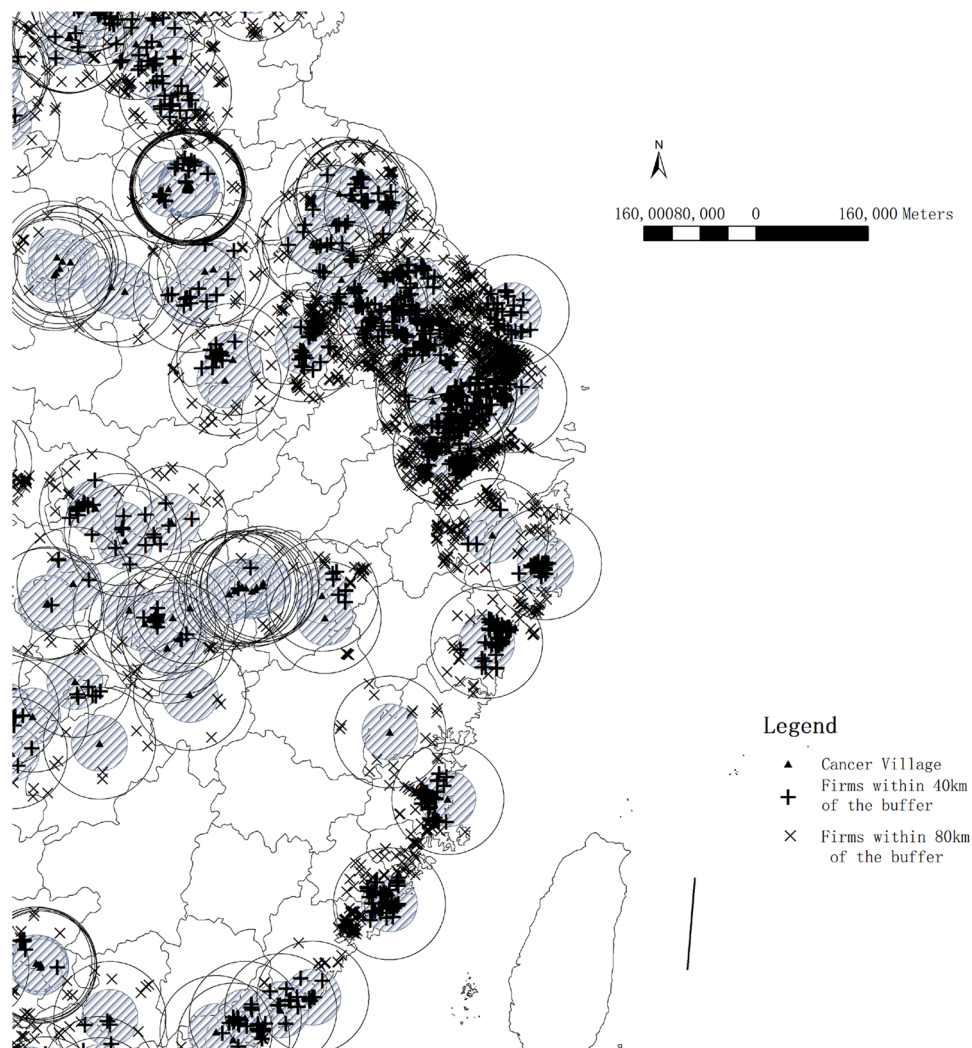 N
160,00080,000 0 160,000 Meters
Legend
Cancer Village
Firms within 40km
of the buffer
Firms within 80km
of the buffer